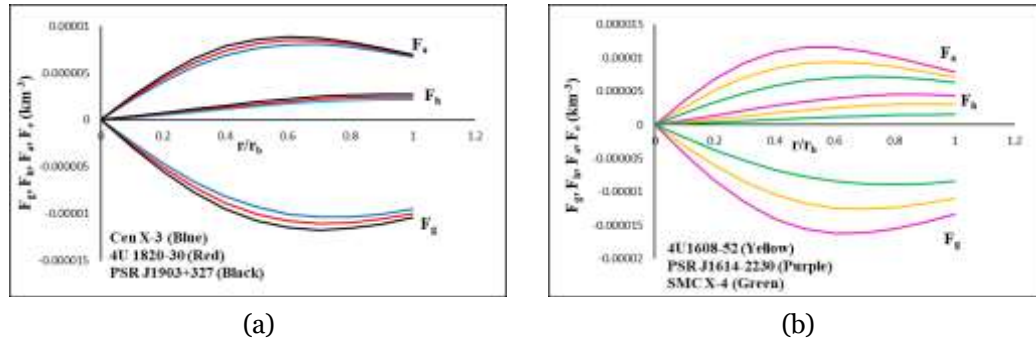 0.00001
0.000005
0
-0.000005
-0.00001
-0.000015
0
0.2
0.4
0.6
0.8
1
1.2
r/r_b
F_g, F_h, F_a, F_e (km⁻³)
F_a
F_h
F_g
Cen X-3 (Blue)
4U 1820-30 (Red)
PSR J1903+327 (Black)
(a)
0.000015
0.00001
0.000005
0
-0.000005
-0.00001
-0.000015
-0.00002
0
0.2
0.4
0.6
0.8
1
1.2
r/r_b
F_g, F_h, F_a, F_e (km⁻³)
F_a
F_h
F_g
4U1608-52 (Yellow)
PSR J1614-2230 (Purple)
SMC X-4 (Green)
(b)